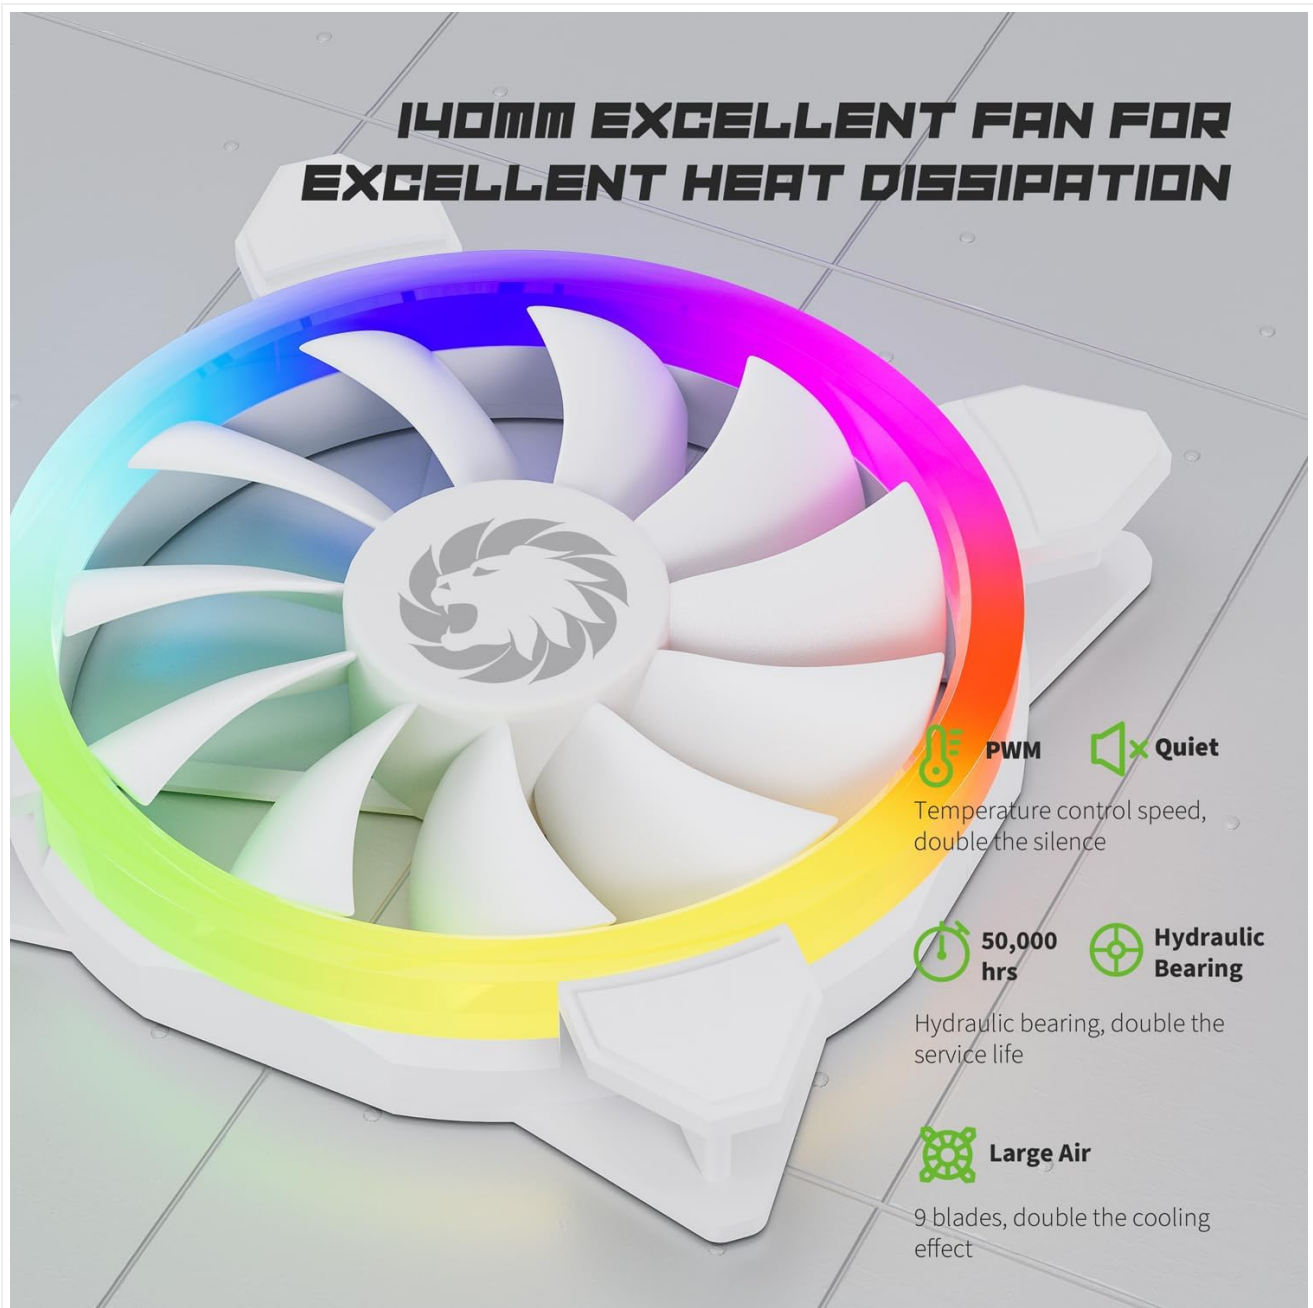 140MM EXCELLENT FAN FOR
EXCELLENT HEAT DISSIPATION
PWM
Quiet
Temperature control speed,
double the silence
50,000
hrs
Hydraulic
Bearing
Hydraulic bearing, double the
service life
Large Air
9 blades, double the cooling
effect